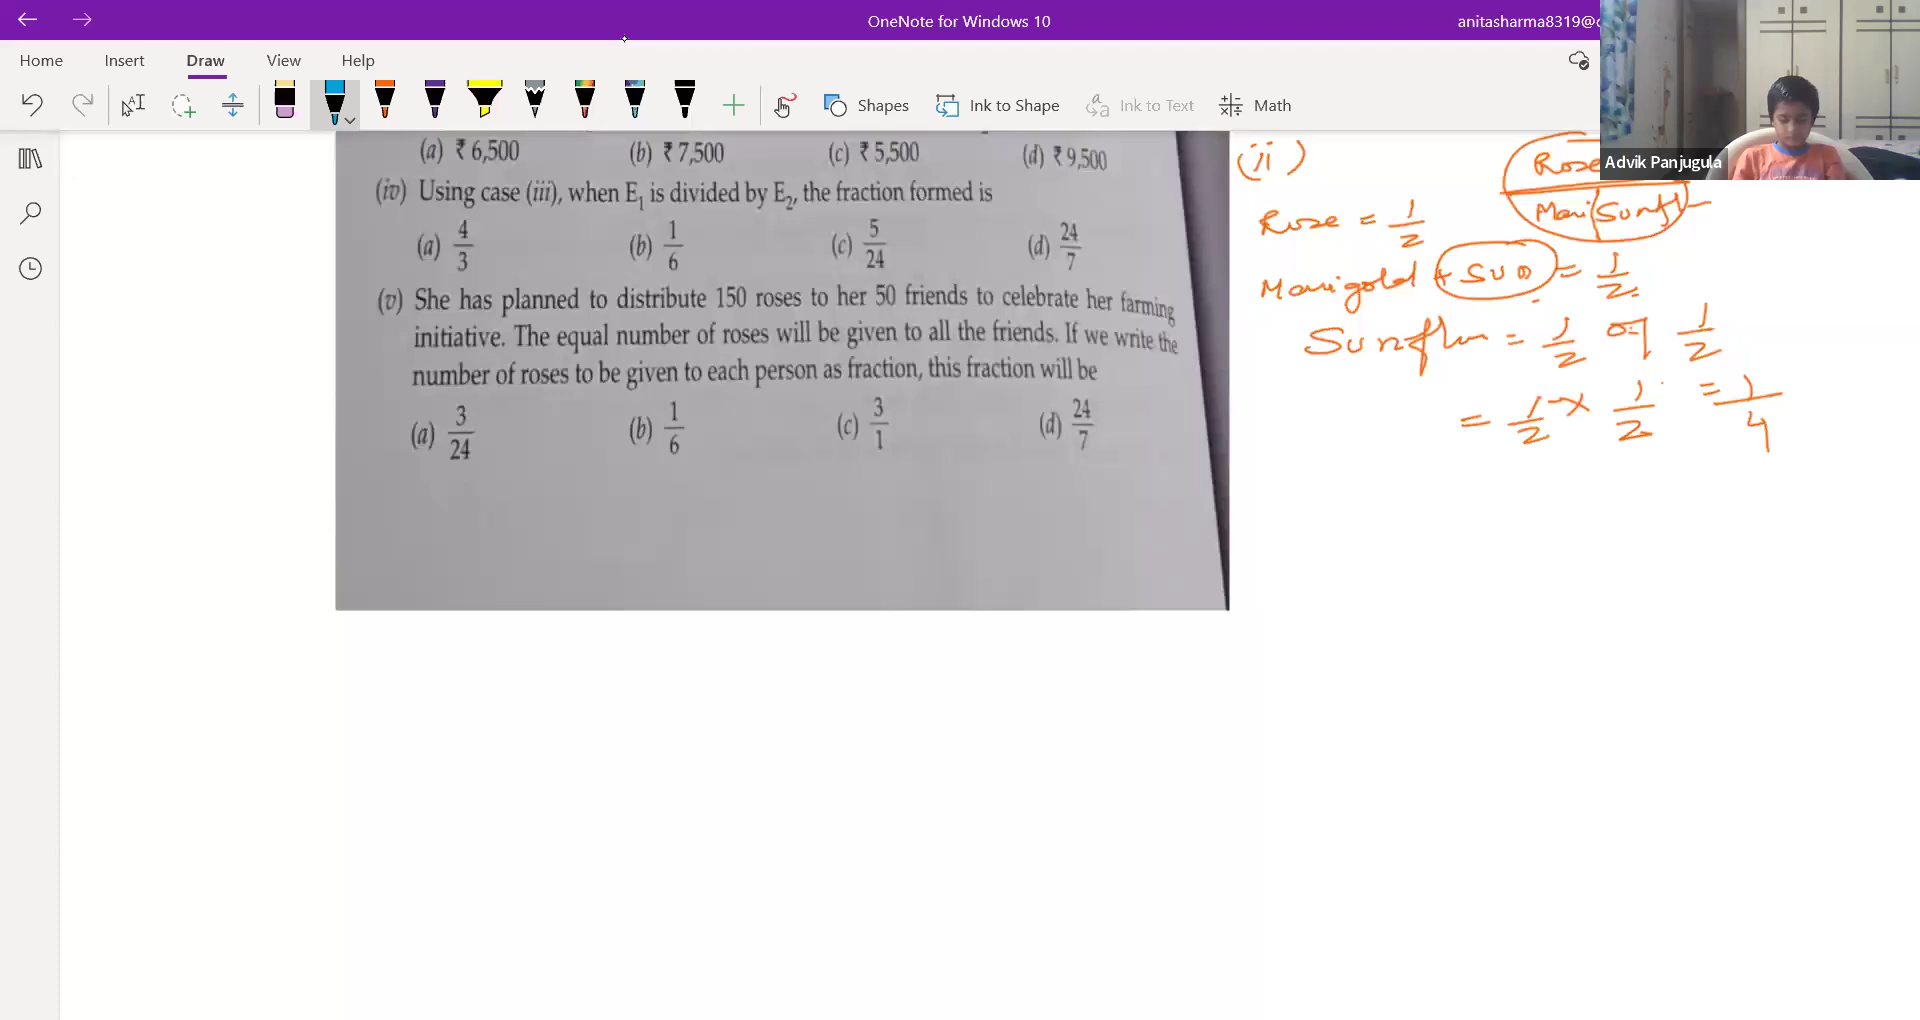 OneNote for Windows 10
anitasharma8319@
Home Insert Draw View Help
Shapes Ink to Shape Ink to Text Math
Advik Panjugula
(a) ₹ 6,500 (b) ₹ 7,500 (c) ₹ 5,500 (d) ₹ 9,500
(iv) Using case (iii), when E₁ is divided by E₂, the fraction formed is
(a) 4/3 (b) 1/6 (c) 5/24 (d) 24/7
(v) She has planned to distribute 150 roses to her 50 friends to celebrate her farming
initiative. The equal number of roses will be given to all the friends. If we write the
number of roses to be given to each person as fraction, this fraction will be
(a) 3/24 (b) 1/6 (c) 3/1 (d) 24/7
(ii)
Rose
Mari Sunfl
Rose = 1/2
Marigold + Sun = 1/2
Sunflw = 1/2 of 1/2
= 1/2 × 1/2 = 1/4